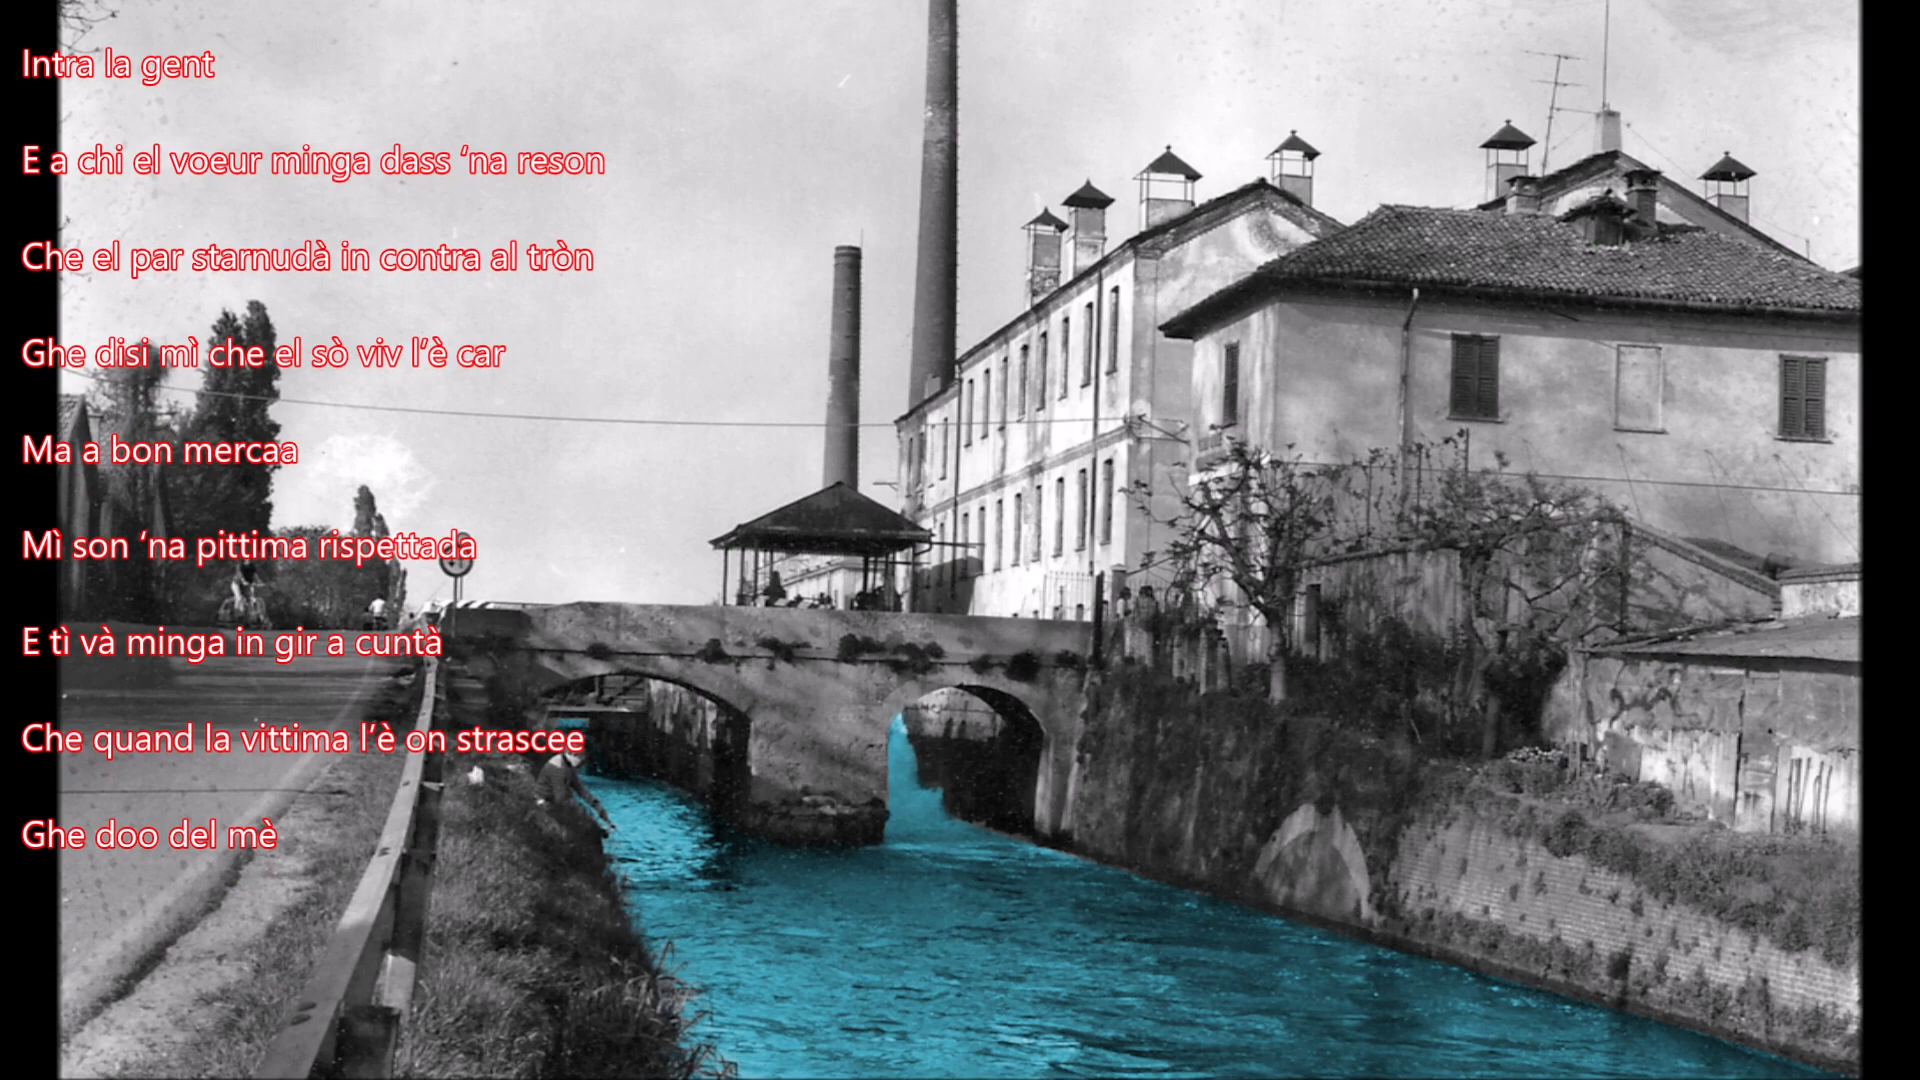 Intra la gent
E a chi el voeur minga dass ‘na reson
Che el par starnudà in contra al tròn
Ghe disi mì che el sò viv l’è car
Ma a bon mercaa
Mì son ‘na pittima rispettada
E tì và minga in gir a cuntà
Che quand la vittima l’è on strascee
Ghe doo del mè